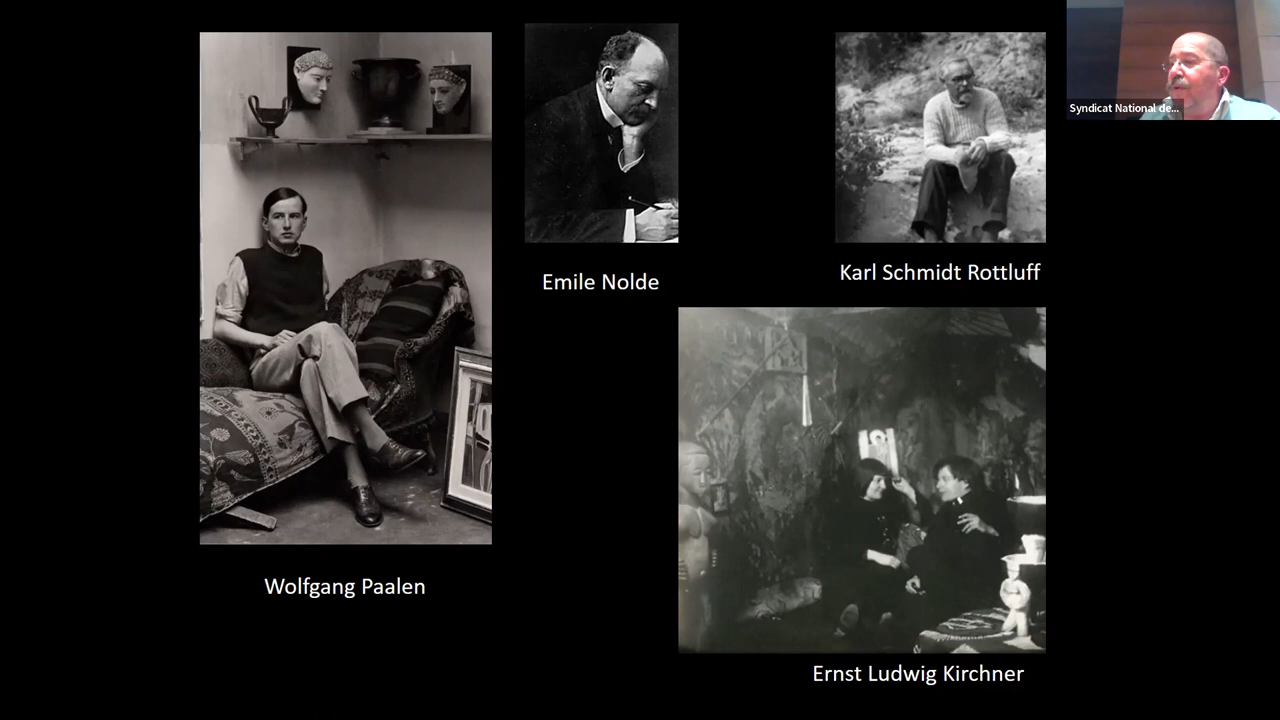 Syndicat National de...
Emile Nolde
Karl Schmidt Rottluff
Wolfgang Paalen
Ernst Ludwig Kirchner